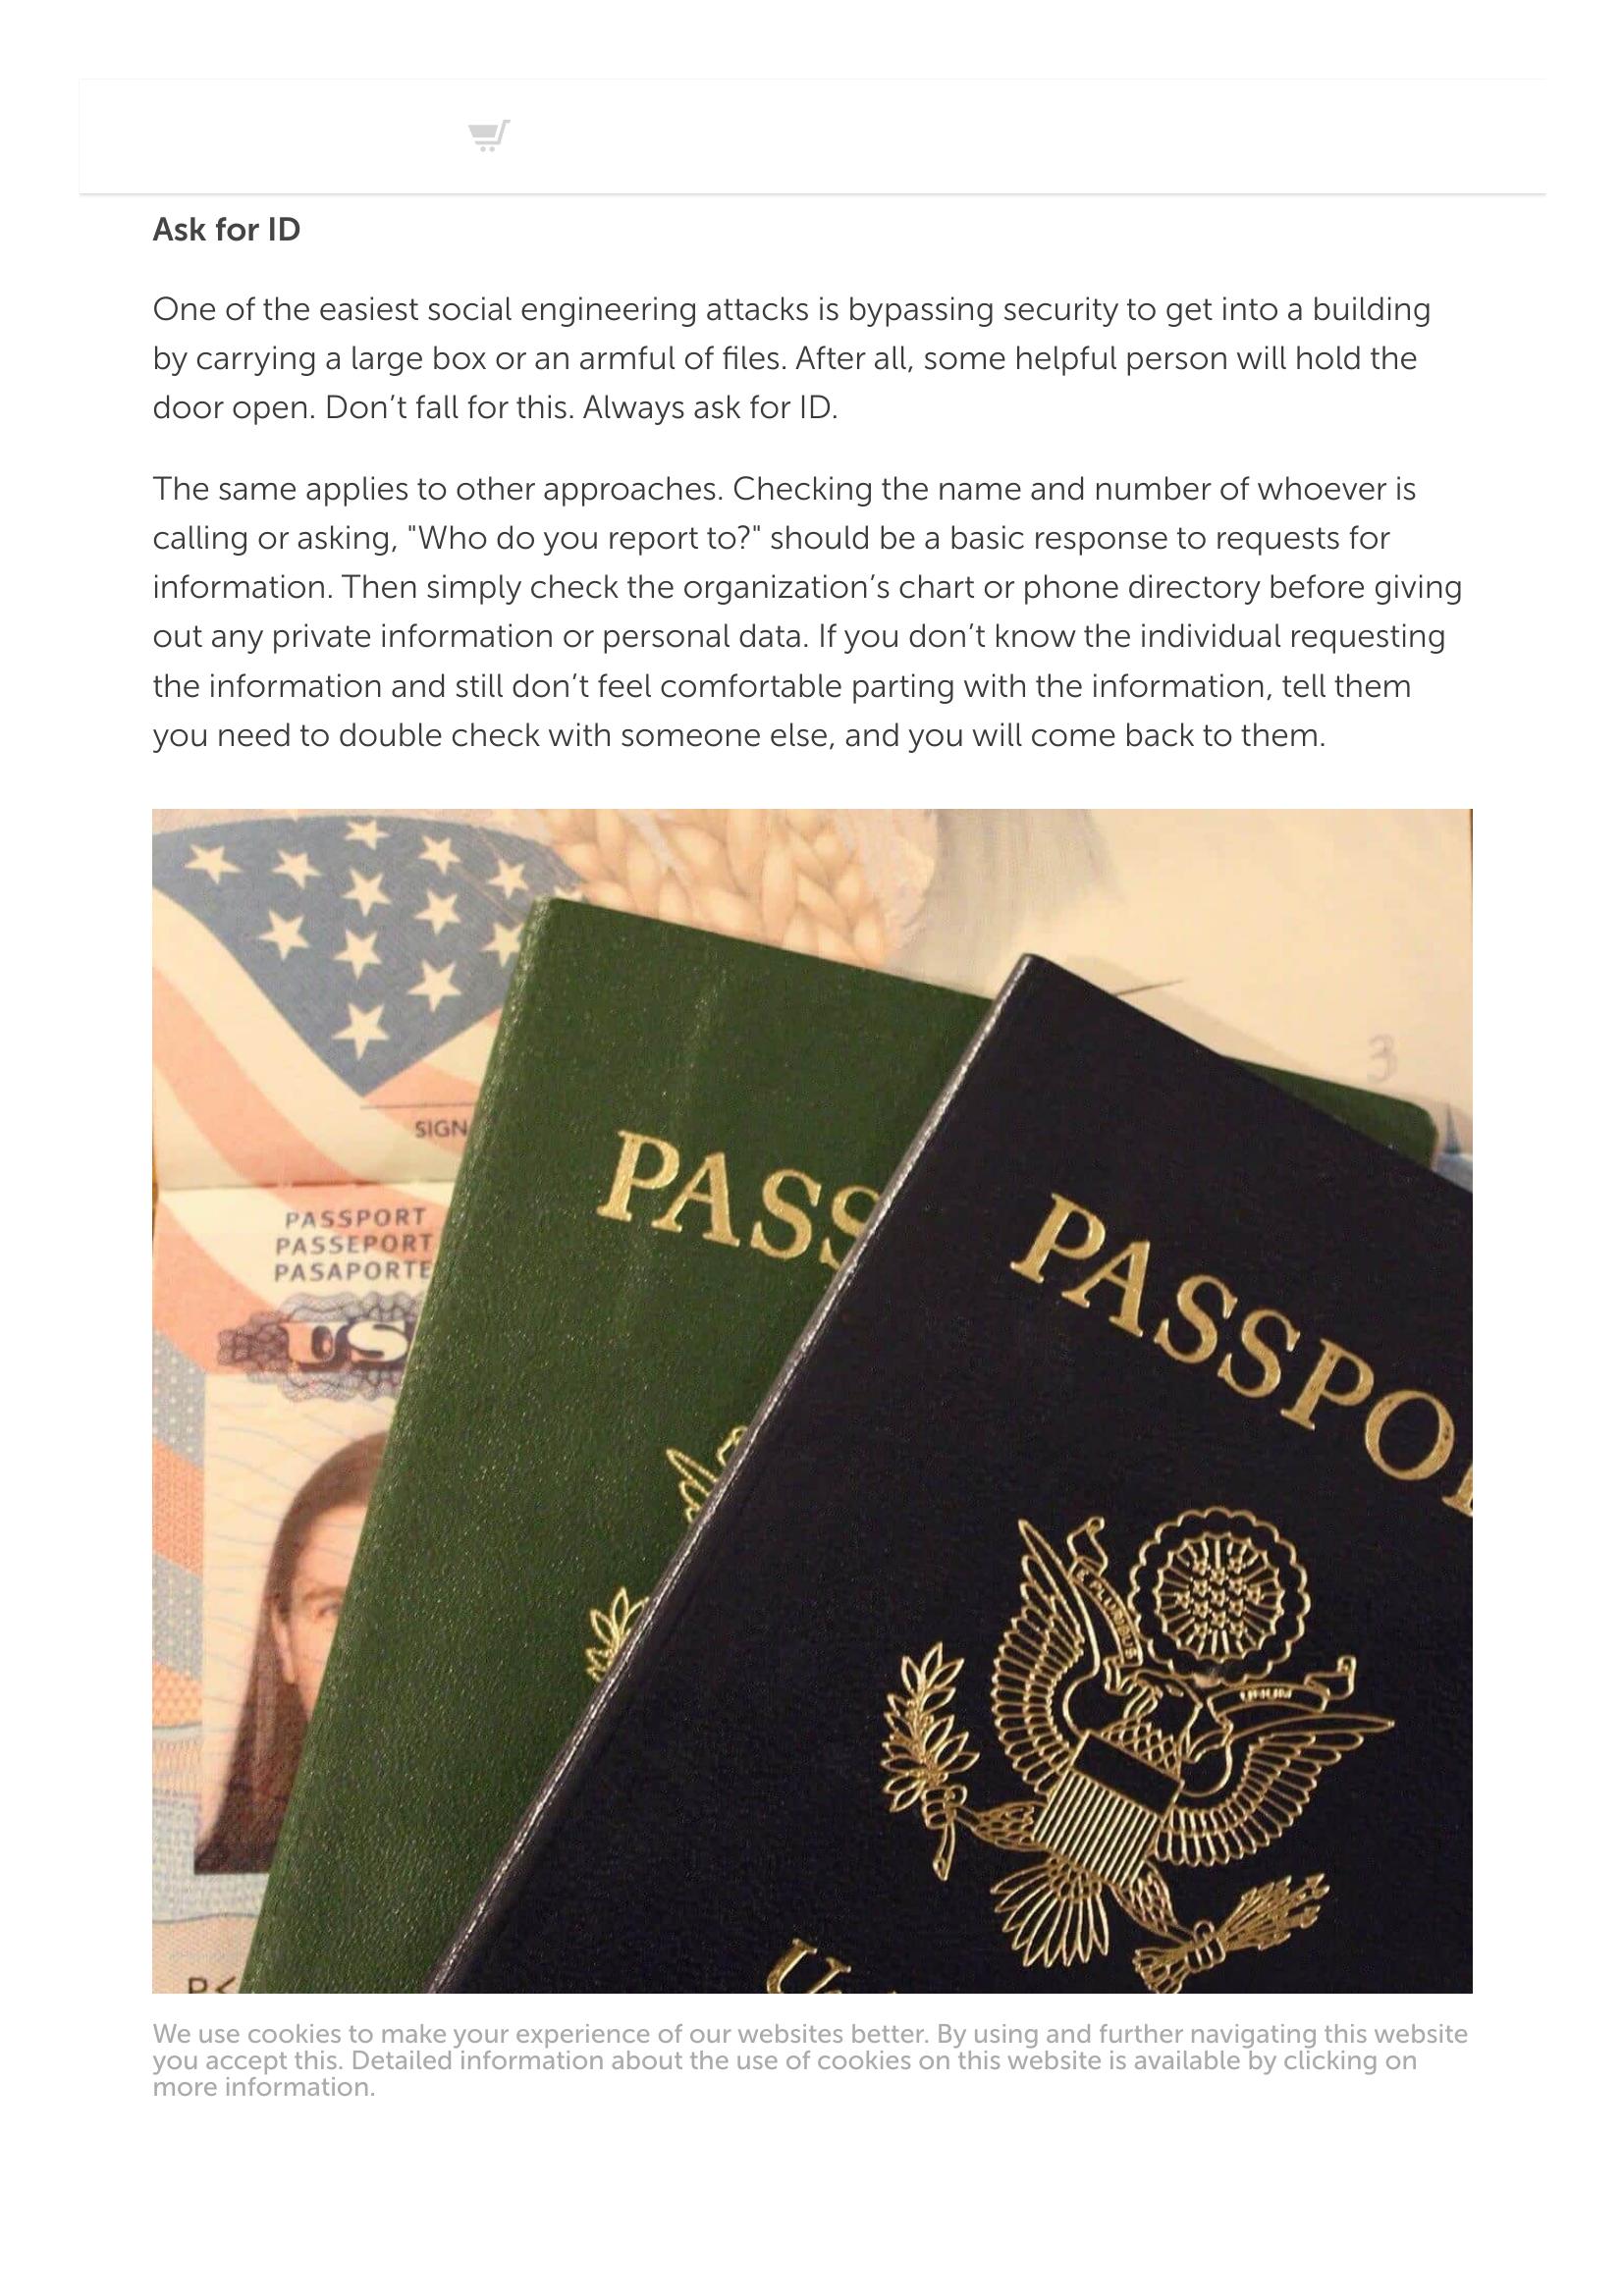 Ask for ID
One of the easiest social engineering attacks is bypassing security to get into a building
by carrying a large box or an armful of files. After all, some helpful person will hold the
door open. Don’t fall for this. Always ask for ID.
The same applies to other approaches. Checking the name and number of whoever is
calling or asking, "Who do you report to?" should be a basic response to requests for
information. Then simply check the organization’s chart or phone directory before giving
out any private information or personal data. If you don’t know the individual requesting
the information and still don’t feel comfortable parting with the information, tell them
you need to double check with someone else, and you will come back to them.
3
SIGN
PASSPORT
PASSEPORT
PASAPORTE
US
PASS
PASSPO
E PLURIBUS
UNUM
P<
U
We use cookies to make your experience of our websites better. By using and further navigating this website
you accept this. Detailed information about the use of cookies on this website is available by clicking on
more information.